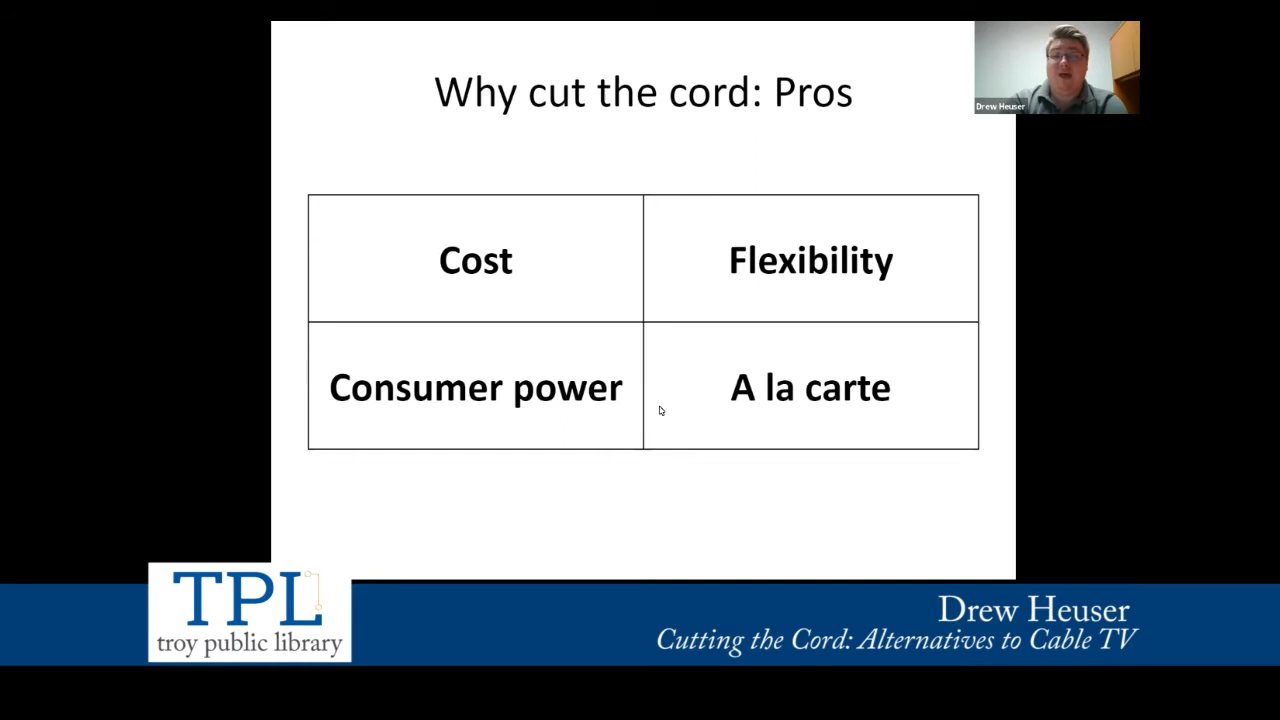 Why cut the cord: Pros
Drew Heuser
Cost
Flexibility
Consumer power
A la carte
TPL
troy public library
Drew Heuser
Cutting the Cord: Alternatives to Cable TV